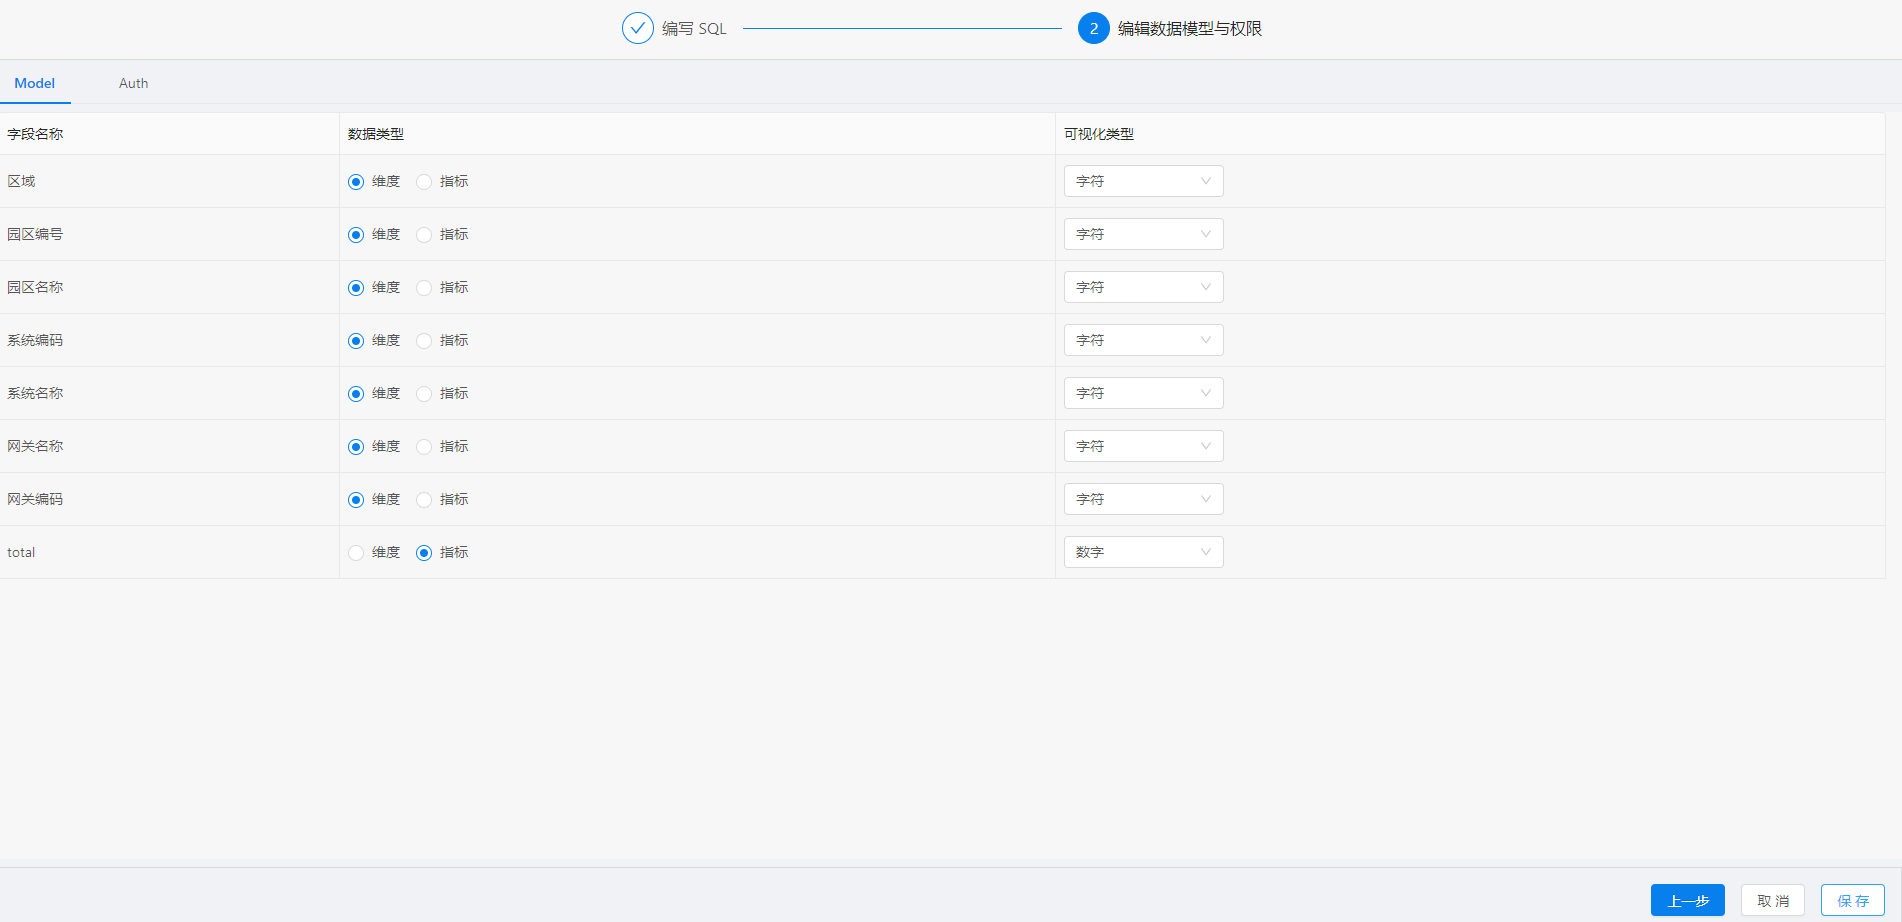 编写 SQL
2 编辑数据模型与权限
Model Auth
字段名称 数据类型 可视化类型
区域 维度 指标 字符
园区编号 维度 指标 字符
园区名称 维度 指标 字符
系统编码 维度 指标 字符
系统名称 维度 指标 字符
网关名称 维度 指标 字符
网关编码 维度 指标 字符
total 维度 指标 数字
上一步 取 消 保 存